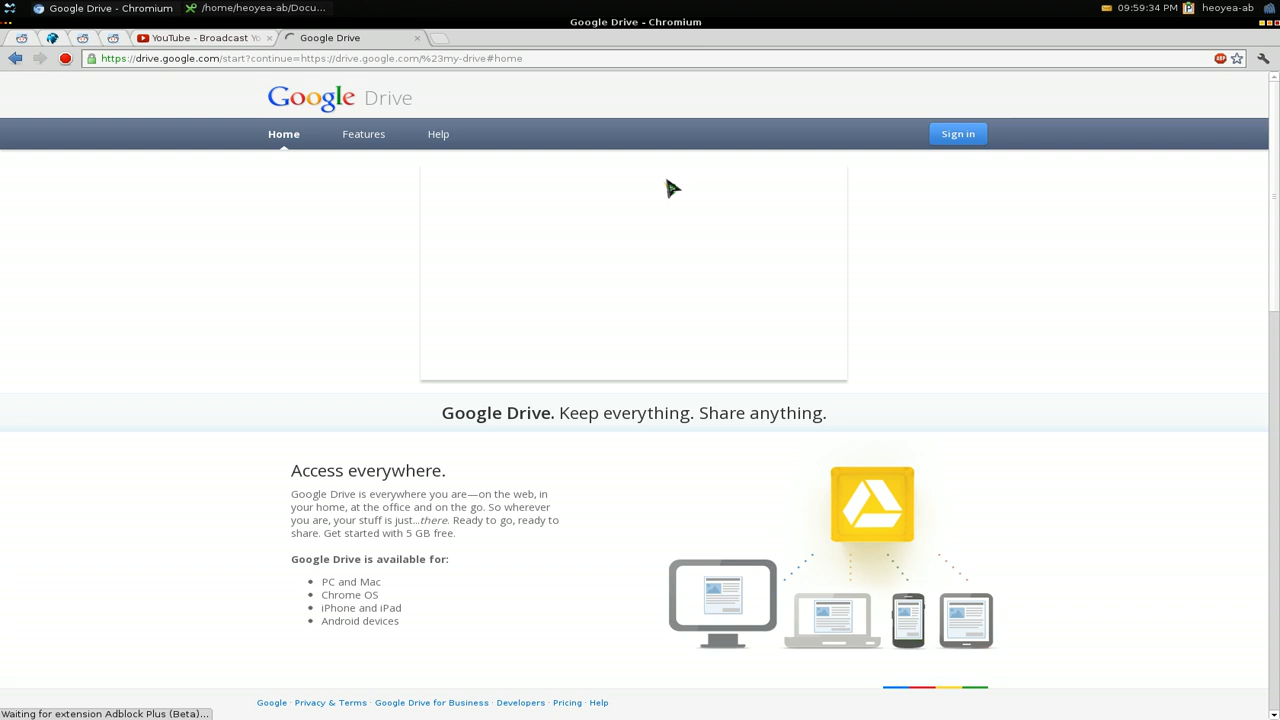 Google Drive - Chromium
/home/heoyea-ab/Docu...
09:59:34 PM
heoyea-ab
Google Drive - Chromium
YouTube - Broadcast Yo
Google Drive
https://drive.google.com/start?continue=https://drive.google.com/%23my-drive#home
ABP
Google Drive
Home
Features
Help
Sign in
Google Drive. Keep everything. Share anything.
Access everywhere.
Google Drive is everywhere you are—on the web, in
your home, at the office and on the go. So wherever
you are, your stuff is just...there. Ready to go, ready to
share. Get started with 5 GB free.
Google Drive is available for:
• PC and Mac
• Chrome OS
• iPhone and iPad
• Android devices
Google · Privacy & Terms · Google Drive for Business · Developers · Pricing · Help
Waiting for extension Adblock Plus (Beta)...